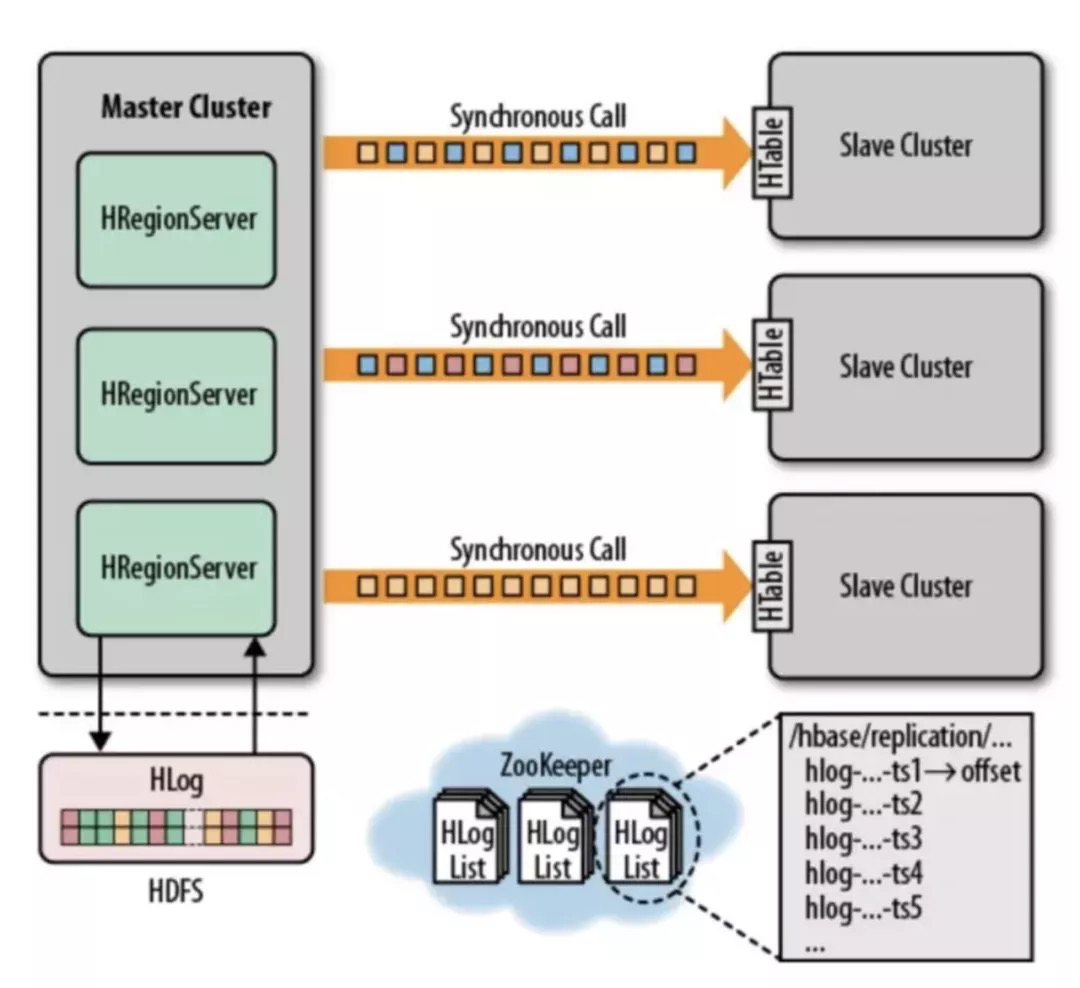 Master Cluster
HRegionServer
HRegionServer
HRegionServer
Synchronous Call
HTable
Slave Cluster
Synchronous Call
HTable
Slave Cluster
Synchronous Call
HTable
Slave Cluster
HLog
HDFS
ZooKeeper
HLog
List
HLog
List
HLog
List
/hbase/replication/...
hlog-...-ts1→offset
hlog-...-ts2
hlog-...-ts3
hlog-...-ts4
hlog-...-ts5
...